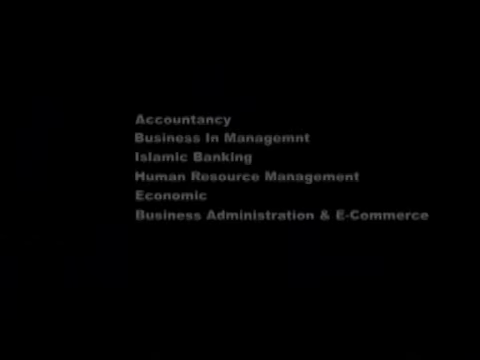 Accountancy
Business In Managemnt
Islamic Banking
Human Resource Management
Economic
Business Administration & E-Commerce